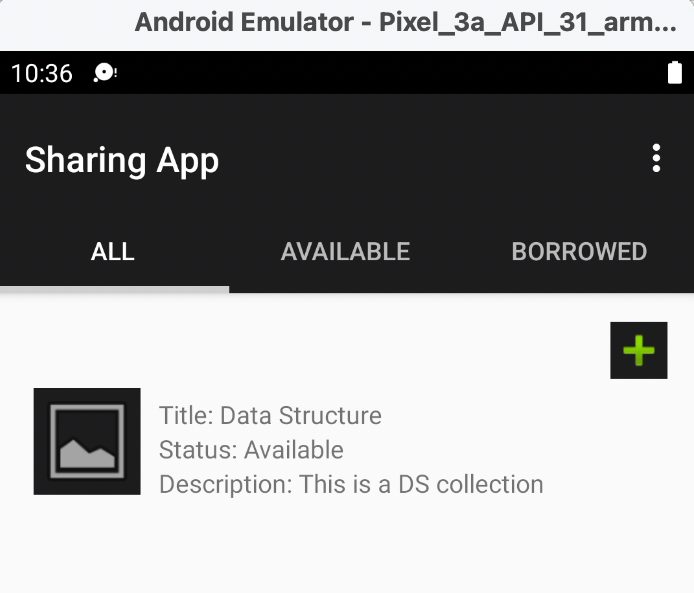 Android Emulator - Pixel_3a_API_31_arm...
10:36
Sharing App
ALL AVAILABLE BORROWED
Title: Data Structure
Status: Available
Description: This is a DS collection